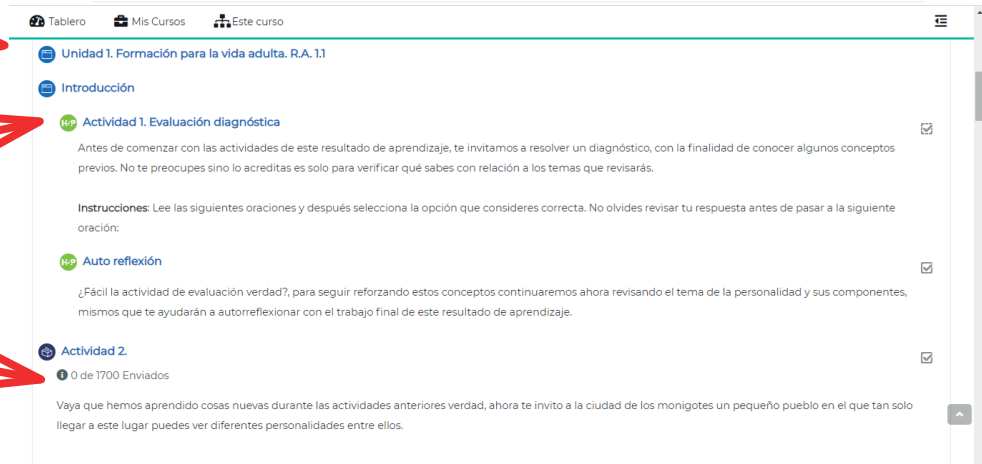 Tablero Mis Cursos Este curso
Unidad 1. Formación para la vida adulta. R.A. 1.1
Introducción
H-P Actividad 1. Evaluación diagnóstica
Antes de comenzar con las actividades de este resultado de aprendizaje, te invitamos a resolver un diagnóstico, con la finalidad de conocer algunos conceptos
previos. No te preocupes sino lo acreditas es solo para verificar qué sabes con relación a los temas que revisarás.
Instrucciones: Lee las siguientes oraciones y después selecciona la opción que consideres correcta. No olvides revisar tu respuesta antes de pasar a la siguiente
oración:
H-P Auto reflexión
¿Fácil la actividad de evaluación verdad?, para seguir reforzando estos conceptos continuaremos ahora revisando el tema de la personalidad y sus componentes,
mismos que te ayudarán a autorreflexionar con el trabajo final de este resultado de aprendizaje.
Actividad 2.
0 de 1700 Enviados
Vaya que hemos aprendido cosas nuevas durante las actividades anteriores verdad, ahora te invito a la ciudad de los monigotes un pequeño pueblo en el que tan solo
llegar a este lugar puedes ver diferentes personalidades entre ellos.